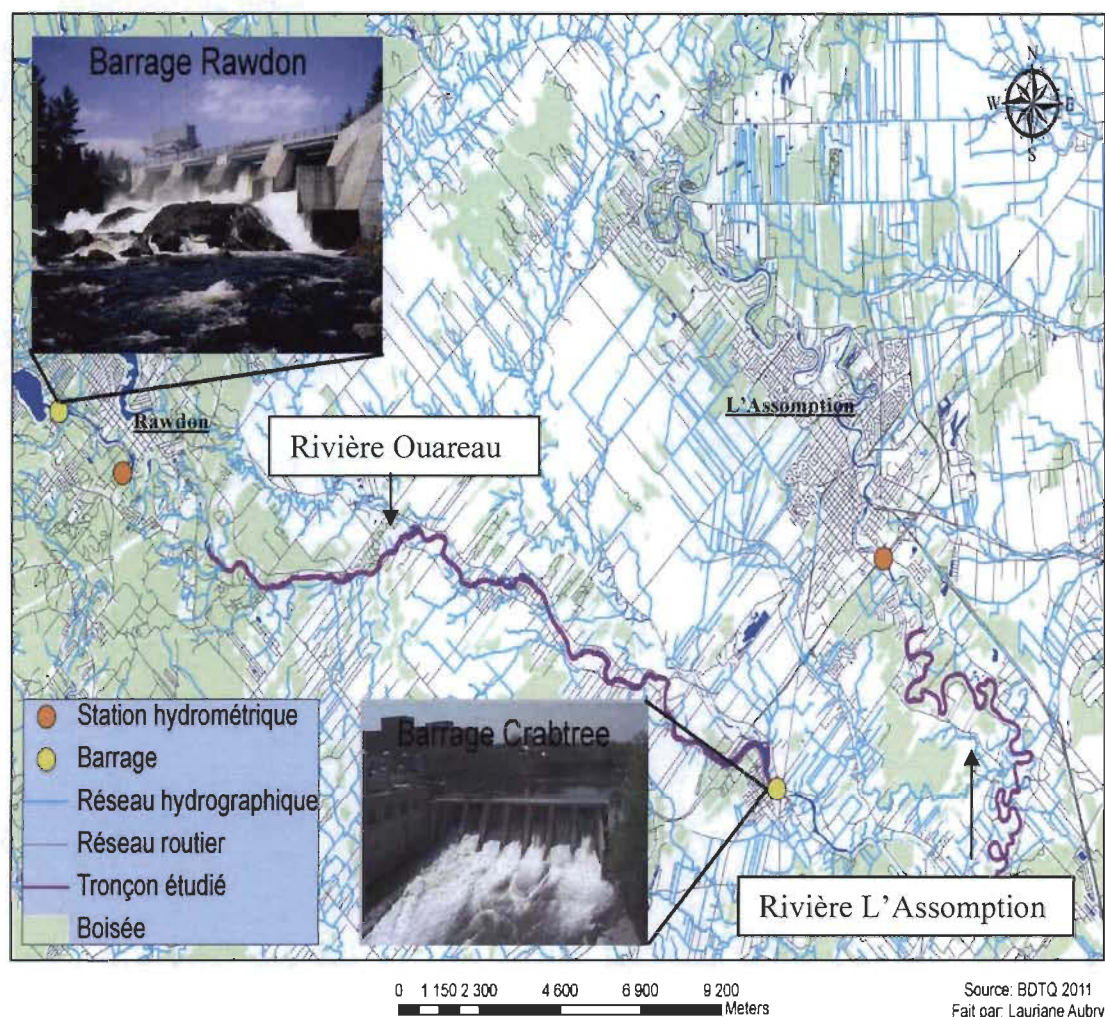 Barrage Rawdon
N
W E
S
Rawdon
L'Assomption
Rivière Ouareau
Station hydrométrique
Barrage
Réseau hydrographique
Réseau routier
Tronçon étudié
Boisée
Barrage Crabtree
Rivière L'Assomption
0 1 150 2 300 4 600 6 900 9 200
Meters
Source: BDTQ 2011
Fait par: Lauriane Aubry